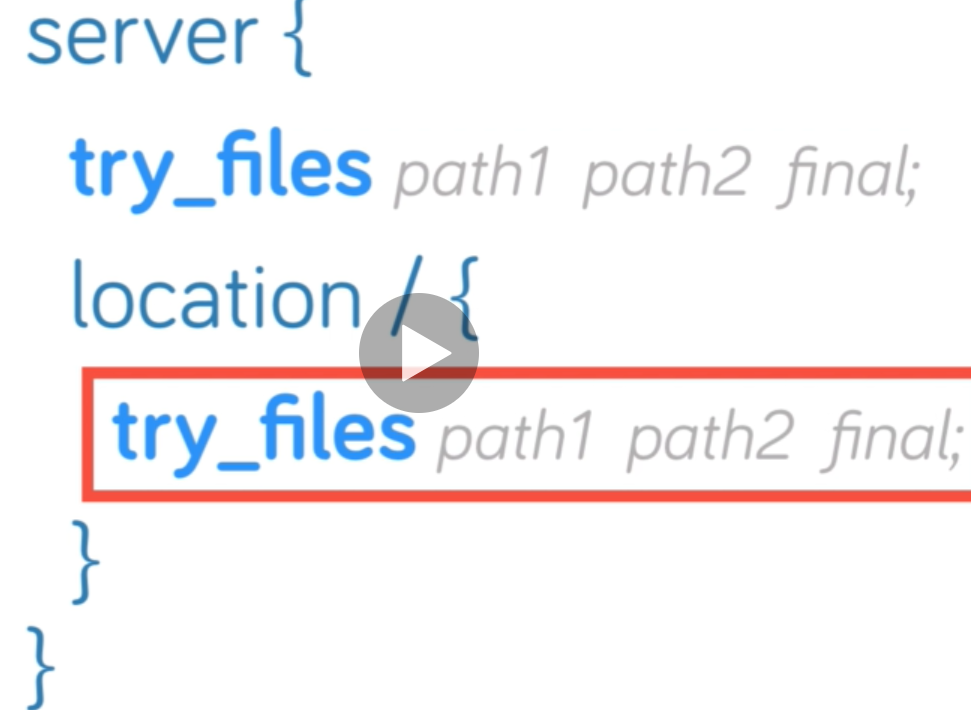 server {
try_files path1 path2 final;
location / {
try_files path1 path2 final;
}
}